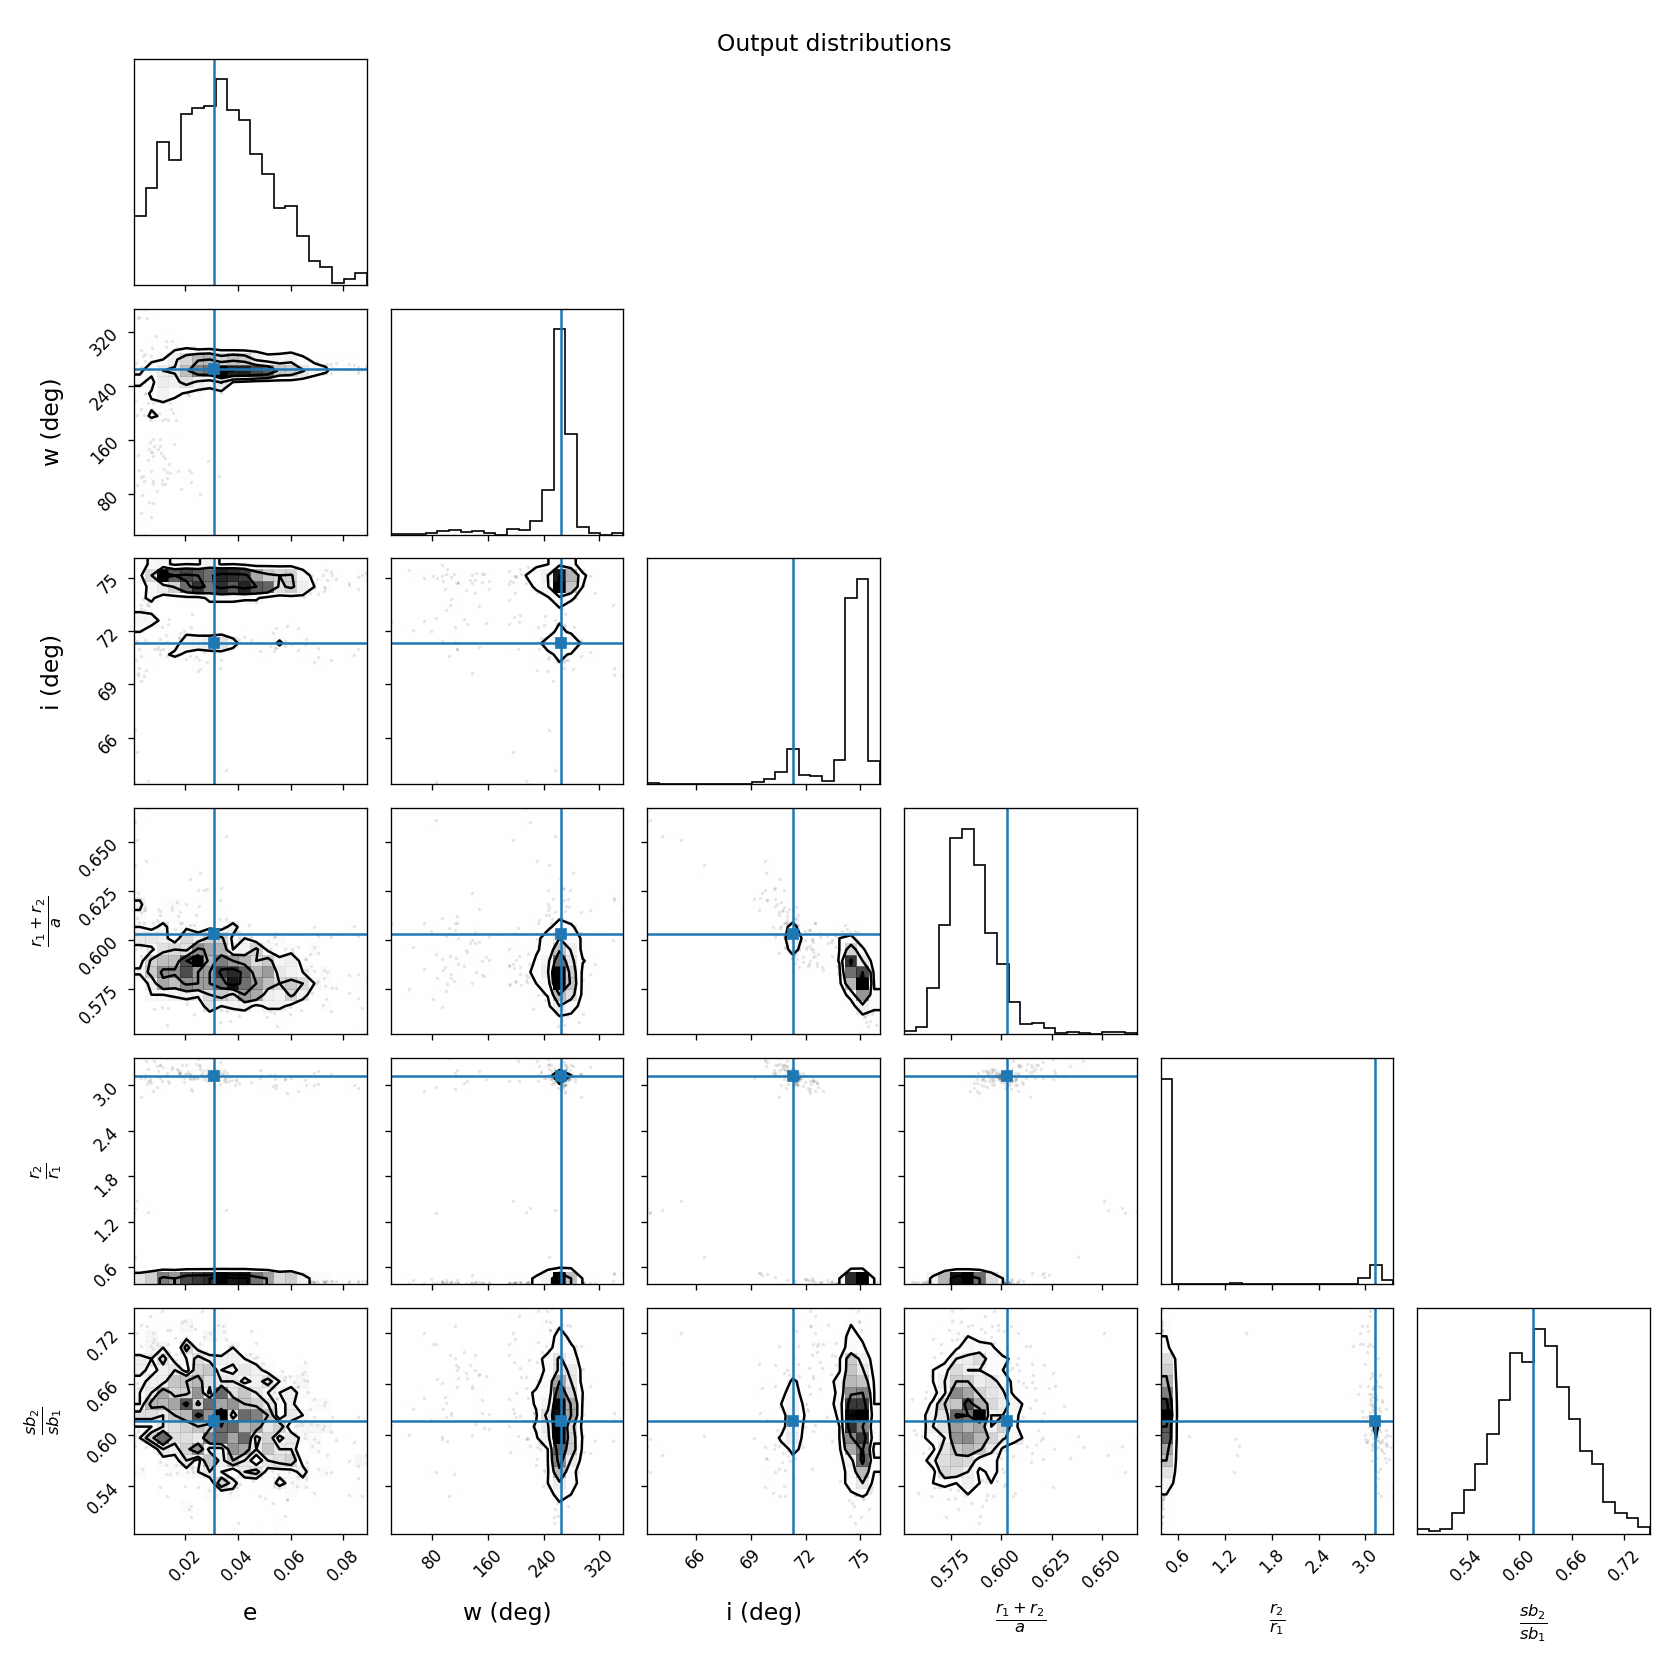 Output distributions
320
240
160
80
w (deg)
75
72
69
66
i (deg)
0.650
0.625
0.600
0.575
r₁ + r₂
a
3.0
2.4
1.8
1.2
0.6
r₂
r₁
0.72
0.66
0.60
0.54
sb₂
sb₁
0.02 0.04 0.06 0.08 80 160 240 320 66 69 72 75 0.575 0.600 0.625 0.650 0.6 1.2 1.8 2.4 3.0 0.54 0.60 0.66 0.72
e w (deg) i (deg)
r₁ + r₂ r₂ sb₂
a r₁ sb₁